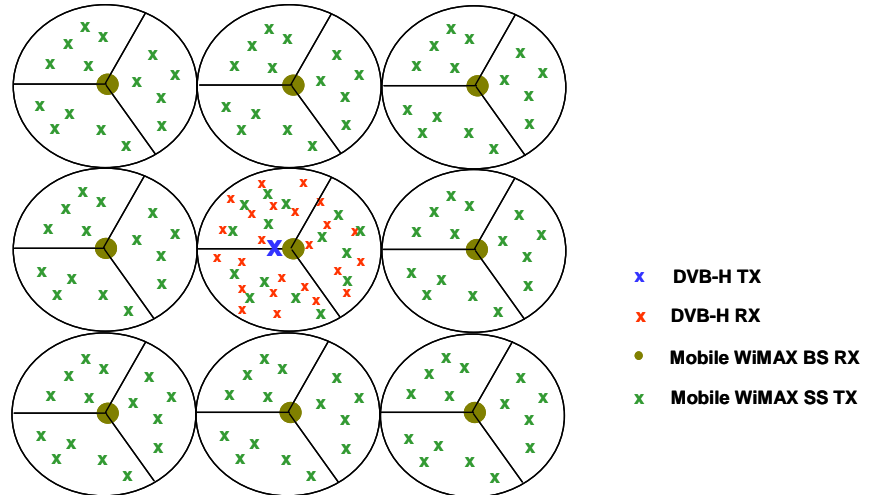 x DVB-H TX
x DVB-H RX
Mobile WiMAX BS RX
x Mobile WiMAX SS TX